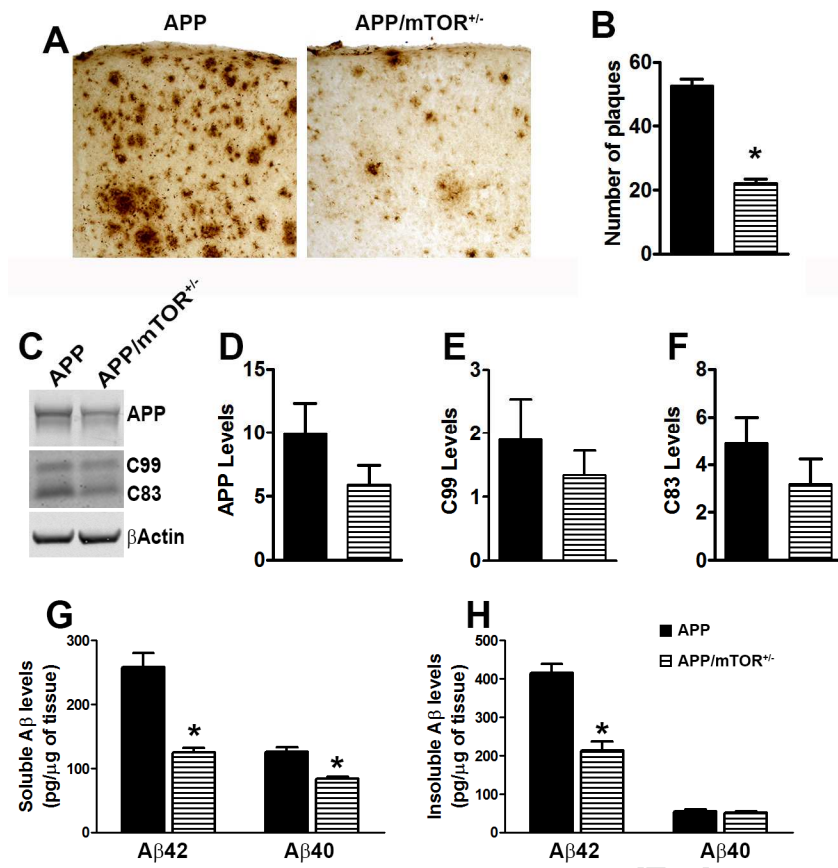 A
APP
APP/mTOR+/-
B
Number of plaques
60
40
20
0
*
C
APP
APP/mTOR+/-
APP
C99
C83
βActin
D
APP Levels
15
10
5
0
E
C99 Levels
3
2
1
0
F
C83 Levels
8
6
4
2
0
G
Soluble Aβ levels
(pg/μg of tissue)
300
200
100
0
*
*
Aβ42
Aβ40
H
Insoluble Aβ levels
(pg/μg of tissue)
500
400
300
200
100
0
*
Aβ42
Aβ40
APP
APP/mTOR+/-